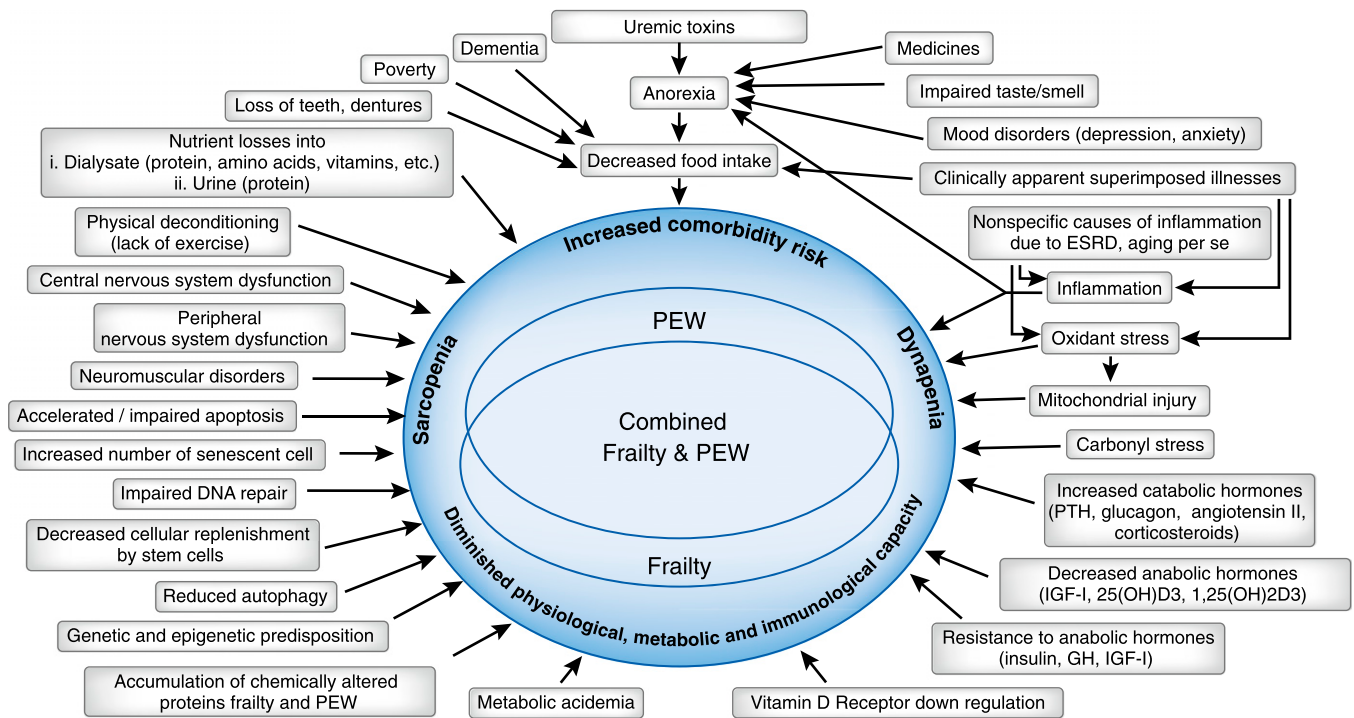 Uremic toxins
Dementia
Medicines
Poverty
Anorexia
Impaired taste/smell
Loss of teeth, dentures
Mood disorders (depression, anxiety)
Nutrient losses into
i. Dialysate (protein, amino acids, vitamins, etc.)
ii. Urine (protein)
Decreased food intake
Clinically apparent superimposed illnesses
Physical deconditioning
(lack of exercise)
Nonspecific causes of inflammation
due to ESRD, aging per se
Increased comorbidity risk
Central nervous system dysfunction
Inflammation
Peripheral
nervous system dysfunction
PEW
Oxidant stress
Sarcopenia
Dynapenia
Neuromuscular disorders
Mitochondrial injury
Accelerated / impaired apoptosis
Combined
Frailty & PEW
Increased number of senescent cell
Carbonyl stress
Impaired DNA repair
Increased catabolic hormones
(PTH, glucagon, angiotensin II,
corticosteroids)
Decreased cellular replenishment
by stem cells
Frailty
Diminished physiological, metabolic and immunological capacity
Decreased anabolic hormones
(IGF-I, 25(OH)D3, 1,25(OH)2D3)
Reduced autophagy
Genetic and epigenetic predisposition
Resistance to anabolic hormones
(insulin, GH, IGF-I)
Accumulation of chemically altered
proteins frailty and PEW
Metabolic acidemia
Vitamin D Receptor down regulation